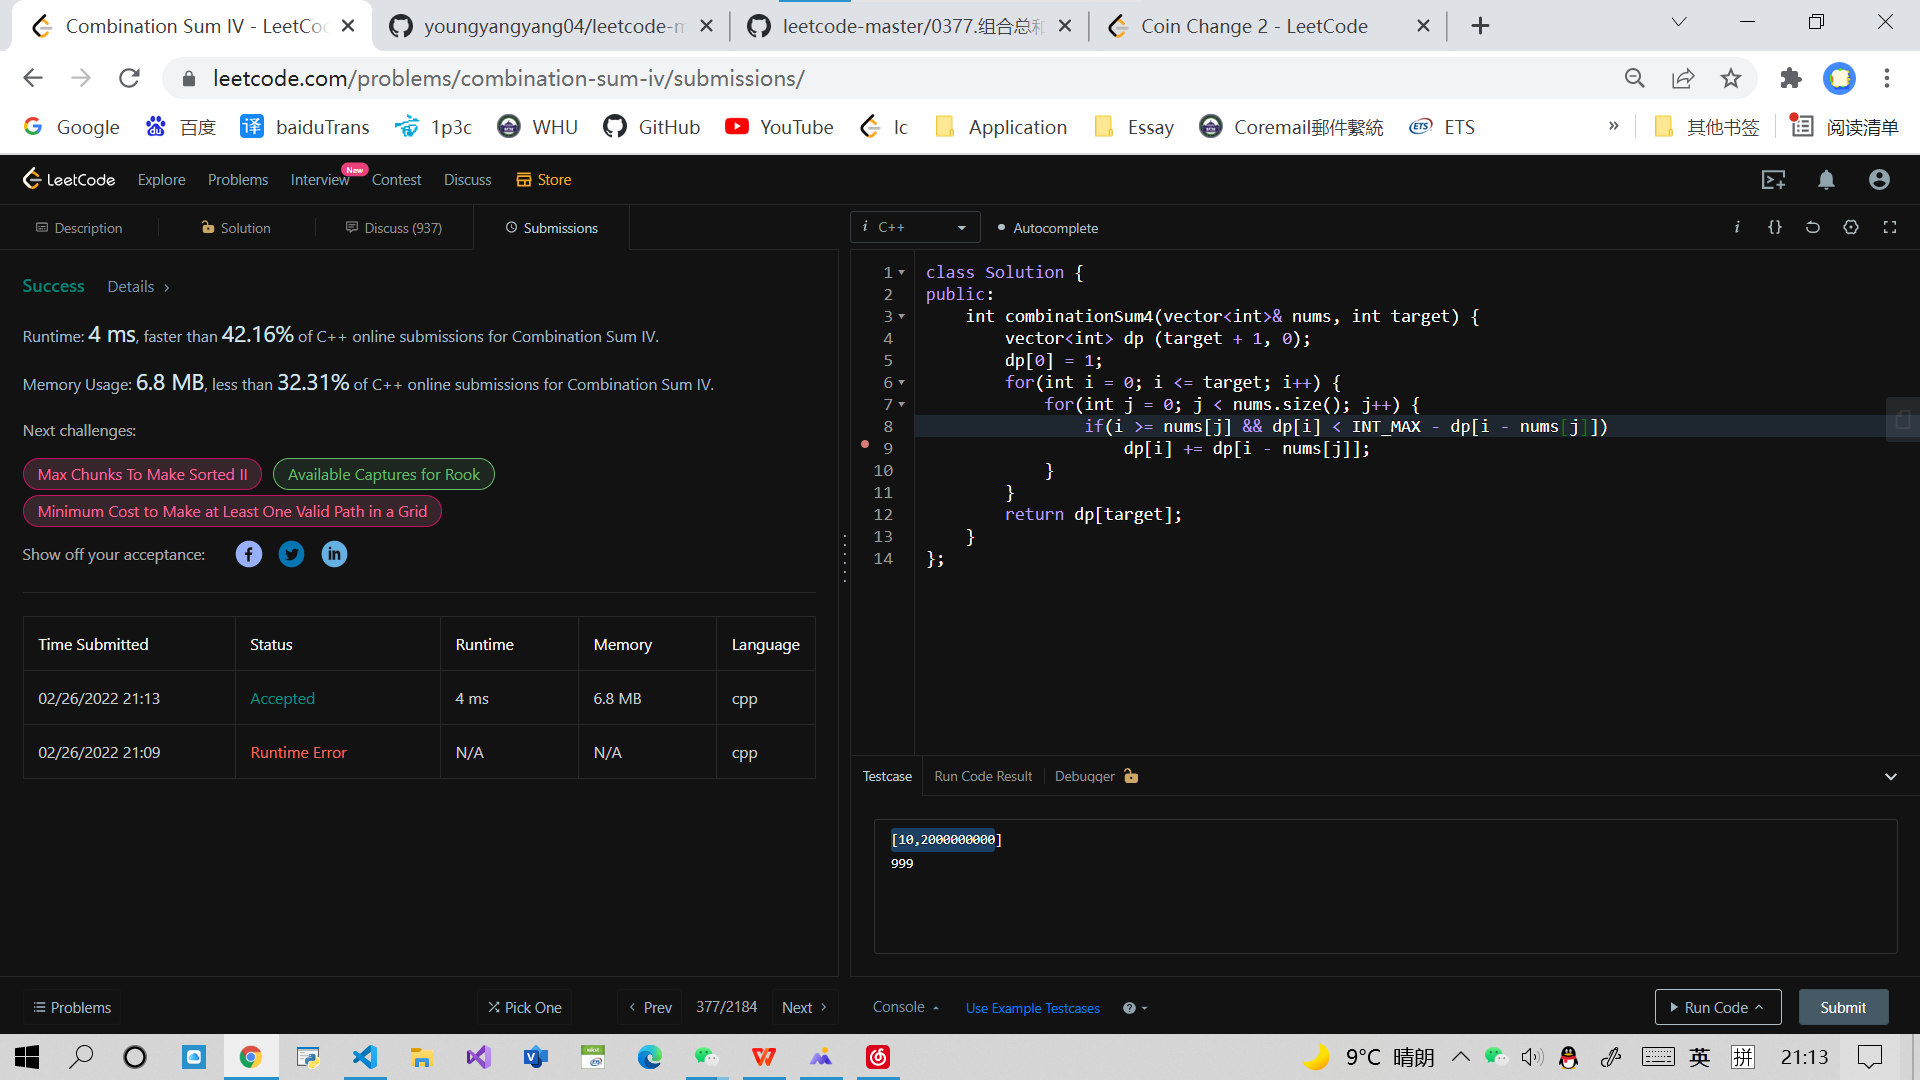 Combination Sum IV - LeetCo
youngyangyang04/leetcode-m
leetcode-master/0377.组合总和
Coin Change 2 - LeetCode
leetcode.com/problems/combination-sum-iv/submissions/
Google
百度
译
baiduTrans
1p3c
WHU
GitHub
YouTube
lc
Application
Essay
Coremail郵件繫統
ETS
ETS
»
其他书签
阅读清单
LeetCode
Explore
Problems
Interview
New
Contest
Discuss
Store
Description
Solution
Discuss (937)
Submissions
i C++
Autocomplete
i
{}
Success
Details >
Runtime: 4 ms, faster than 42.16% of C++ online submissions for Combination Sum IV.
Memory Usage: 6.8 MB, less than 32.31% of C++ online submissions for Combination Sum IV.
Next challenges:
Max Chunks To Make Sorted II
Available Captures for Rook
Minimum Cost to Make at Least One Valid Path in a Grid
Show off your acceptance:
Time Submitted Status Runtime Memory Language
02/26/2022 21:13 Accepted 4 ms 6.8 MB cpp
02/26/2022 21:09 Runtime Error N/A N/A cpp
1 class Solution {
2 public:
3 int combinationSum4(vector<int>& nums, int target) {
4 vector<int> dp (target + 1, 0);
5 dp[0] = 1;
6 for(int i = 0; i <= target; i++) {
7 for(int j = 0; j < nums.size(); j++) {
8 if(i >= nums[j] && dp[i] < INT_MAX - dp[i - nums[j]])
9 dp[i] += dp[i - nums[j]];
10 }
11 }
12 return dp[target];
13 }
14 };
Testcase
Run Code Result
Debugger
[10,2000000000]
999
Problems
Pick One
Prev
377/2184
Next
Console
Use Example Testcases
Run Code
Submit
9°C 晴朗
英
拼
21:13